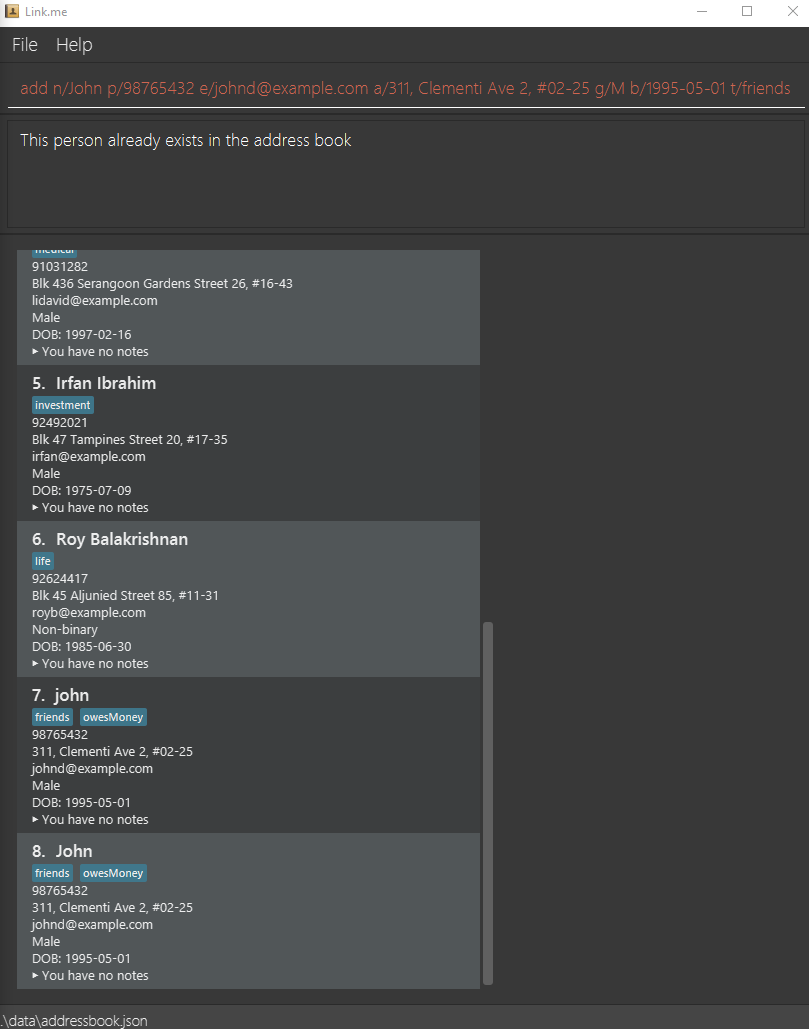 Link.me
File Help
add n/John p/98765432 e/johnd@example.com a/311, Clementi Ave 2, #02-25 g/M b/1995-05-01 t/friends
This person already exists in the address book
medical
91031282
Blk 436 Serangoon Gardens Street 26, #16-43
lidavid@example.com
Male
DOB: 1997-02-16
You have no notes
5. Irfan Ibrahim
investment
92492021
Blk 47 Tampines Street 20, #17-35
irfan@example.com
Male
DOB: 1975-07-09
You have no notes
6. Roy Balakrishnan
life
92624417
Blk 45 Aljunied Street 85, #11-31
royb@example.com
Non-binary
DOB: 1985-06-30
You have no notes
7. john
friends owesMoney
98765432
311, Clementi Ave 2, #02-25
johnd@example.com
Male
DOB: 1995-05-01
You have no notes
8. John
friends owesMoney
98765432
311, Clementi Ave 2, #02-25
johnd@example.com
Male
DOB: 1995-05-01
You have no notes
.\data\addressbook.json